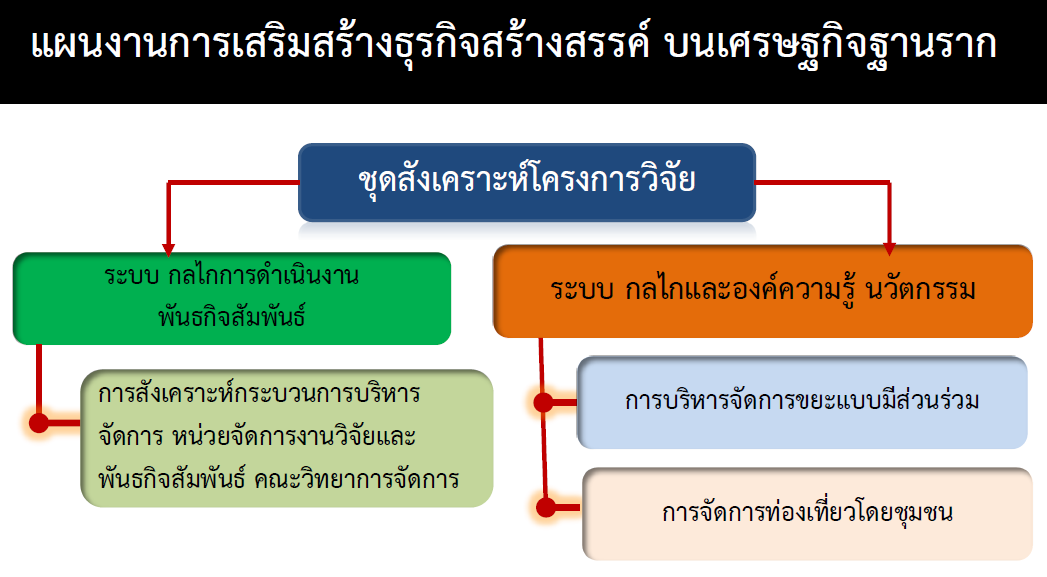 แผนงานการเสริมสร้างธุรกิจสร้างสรรค์ บนเศรษฐกิจฐานราก
ชุดสังเคราะห์โครงการวิจัย
ระบบ กลไกการดำเนินงาน
พันธกิจสัมพันธ์
การสังเคราะห์กระบวนการบริหาร
จัดการ หน่วยจัดการงานวิจัยและ
พันธกิจสัมพันธ์ คณะวิทยาการจัดการ
ระบบ กลไกและองค์ความรู้ นวัตกรรม
การบริหารจัดการขยะแบบมีส่วนร่วม
การจัดการท่องเที่ยวโดยชุมชน